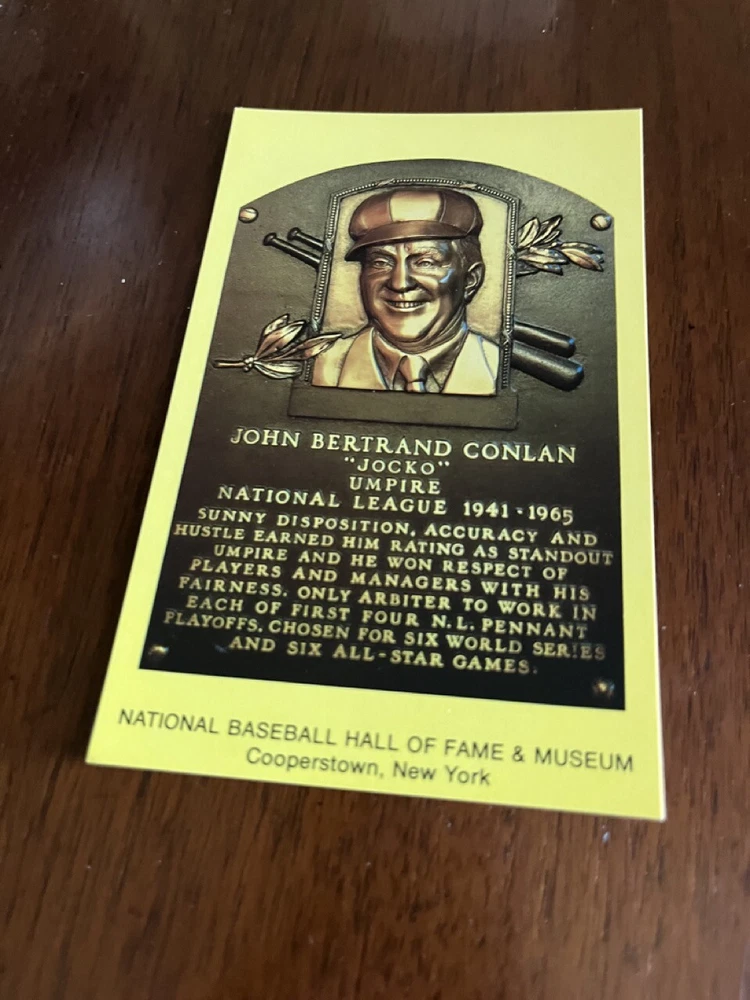 JOHN BERTRAND CONLAN
"JOCKO"
UMPIRE
NATIONAL LEAGUE 1941 · 1965
SUNNY DISPOSITION, ACCURACY AND
HUSTLE EARNED HIM RATING AS STANDOUT
UMPIRE AND HE WON RESPECT OF
PLAYERS AND MANAGERS WITH HIS
FAIRNESS. ONLY ARBITER TO WORK IN
EACH OF FIRST FOUR N.L. PENNANT
PLAYOFFS. CHOSEN FOR SIX WORLD SERIES
AND SIX ALL-STAR GAMES.
NATIONAL BASEBALL HALL OF FAME & MUSEUM
Cooperstown, New York